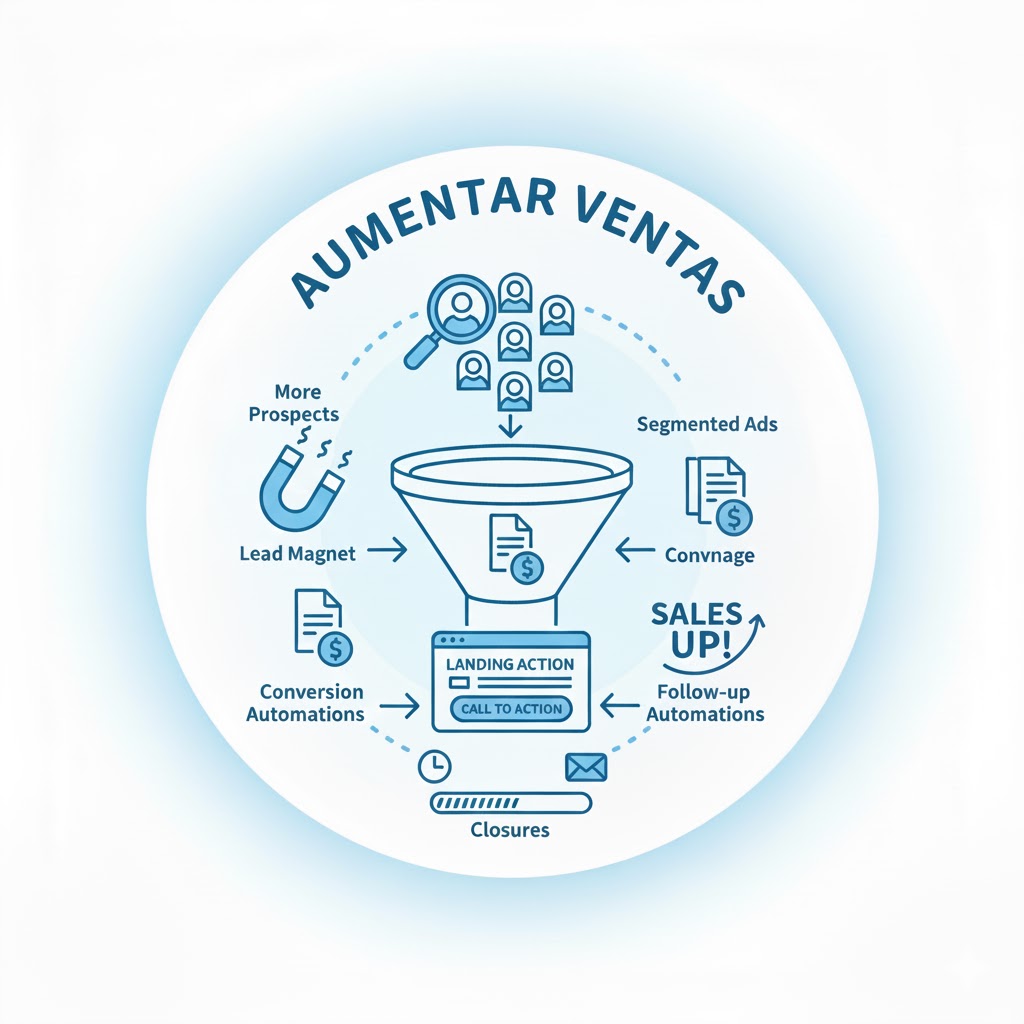 AUMENTAR VENTAS
More
Prospects
Segmented Ads
Lead Magnet
Convnage
SALES
UP!
LANDING ACTION
CALL TO ACTION
Conversion
Automations
Follow-up
Automations
Closures